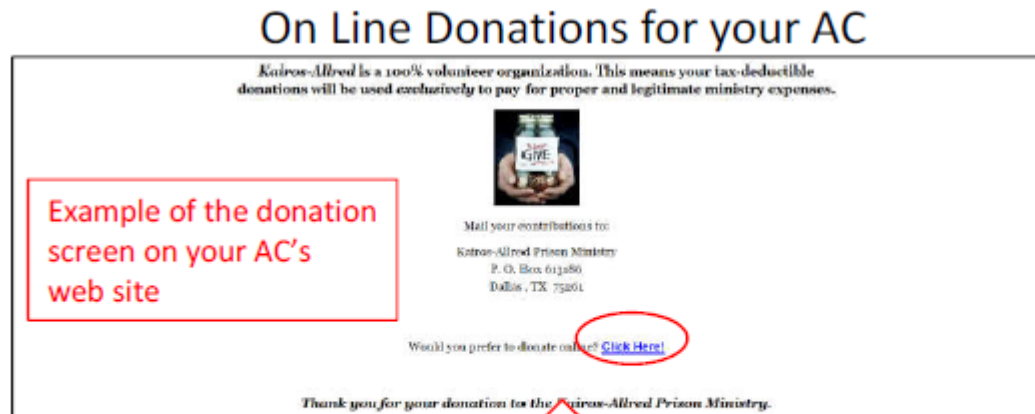 On Line Donations for your AC
Kairos-Allred is a 100% volunteer organization. This means your tax-deductible
donations will be used exclusively to pay for proper and legitimate ministry expenses.
GIVE
Example of the donation
screen on your AC's
web site
Mail your contributions to:
Kairos-Allred Prison Ministry
P. O. Box 613286
Dallas , TX 75261
Would you prefer to donate online? Click Here!
Thank you for your donation to the Kairos-Allred Prison Ministry.